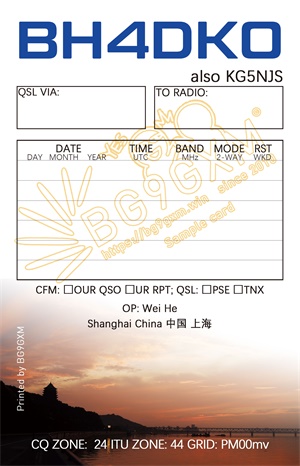 BH4DKO
also KG5NJS
QSL VIA: TO RADIO:
DATE TIME BAND MODE RST
DAY MONTH YEAR UTC MHz 2-WAY WKD
BG9GXM
https://bg9gxm.win since 2016
Sample card
CFM: □OUR QSO □UR RPT; QSL: □PSE □TNX
OP: Wei He
Shanghai China 中国 上海
Printed by BG9GXM
CQ ZONE: 24 ITU ZONE: 44 GRID: PM00mv